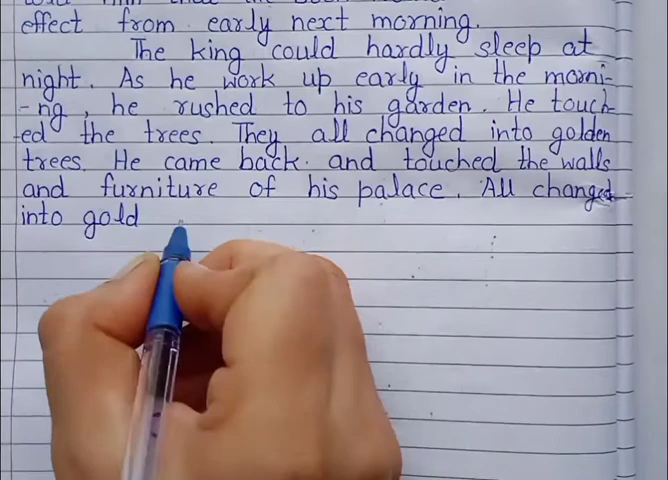 effect from early next morning.
The king could hardly sleep at
night. As he work up early in the morni-
-ng, he rushed to his garden. He touch-
-ed the trees. They all changed into golden
trees. He came back and touched the walls
and furniture of his palace. All changed
into gold